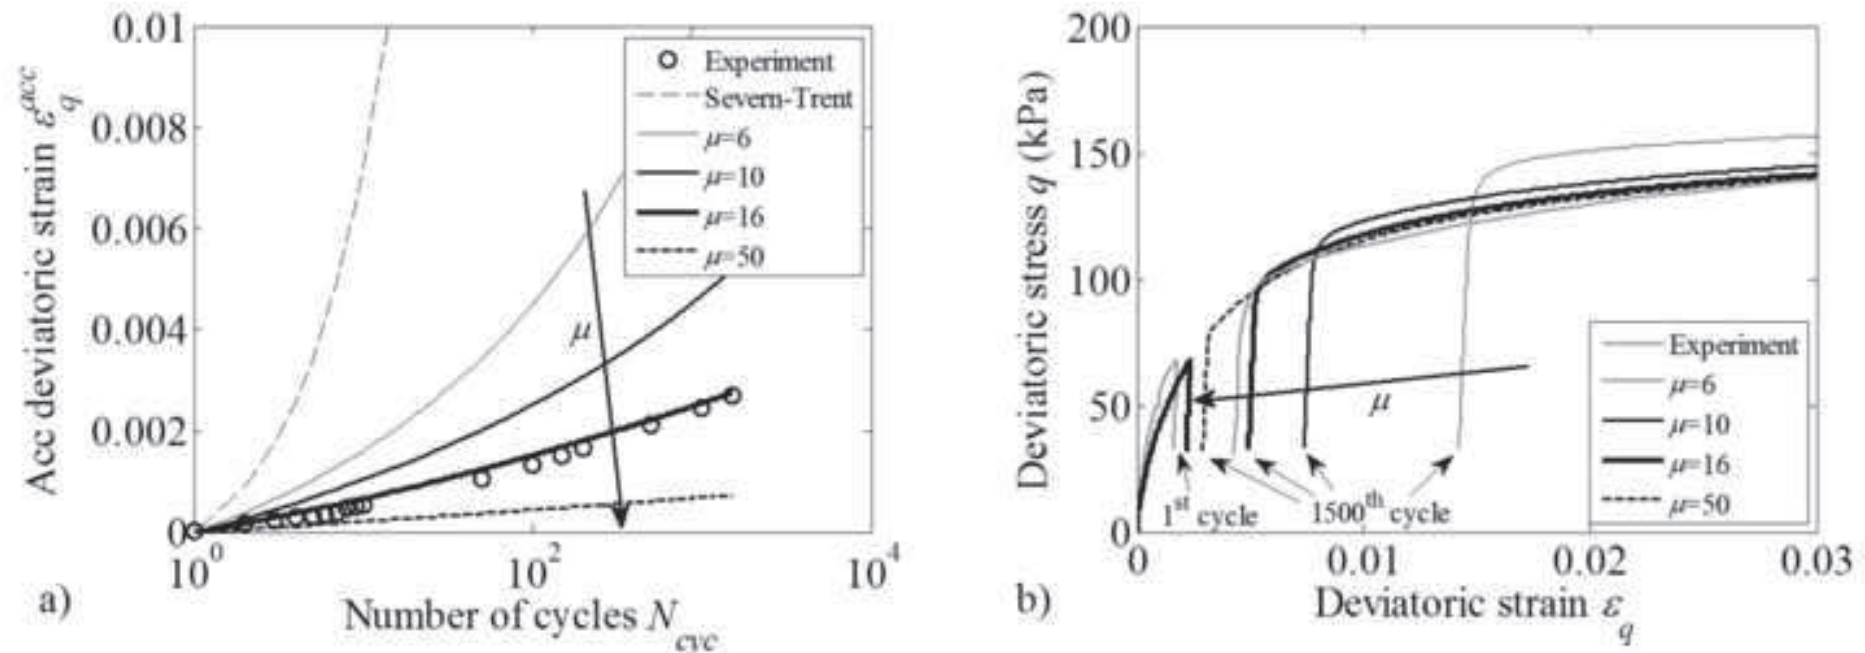 Acc deviatoric strain ε_q^acc
0.01
0.008
0.006
0.004
0.002
0
10^0
10^2
10^4
Number of cycles N_cyc
Experiment
Severn-Trent
μ=6
μ=10
μ=16
μ=50
μ
a)
Deviatoric stress q (kPa)
200
150
100
50
0
0
0.01
0.02
0.03
Deviatoric strain ε_q
Experiment
μ=6
μ=10
μ=16
μ=50
μ
1st cycle
1500th cycle
b)